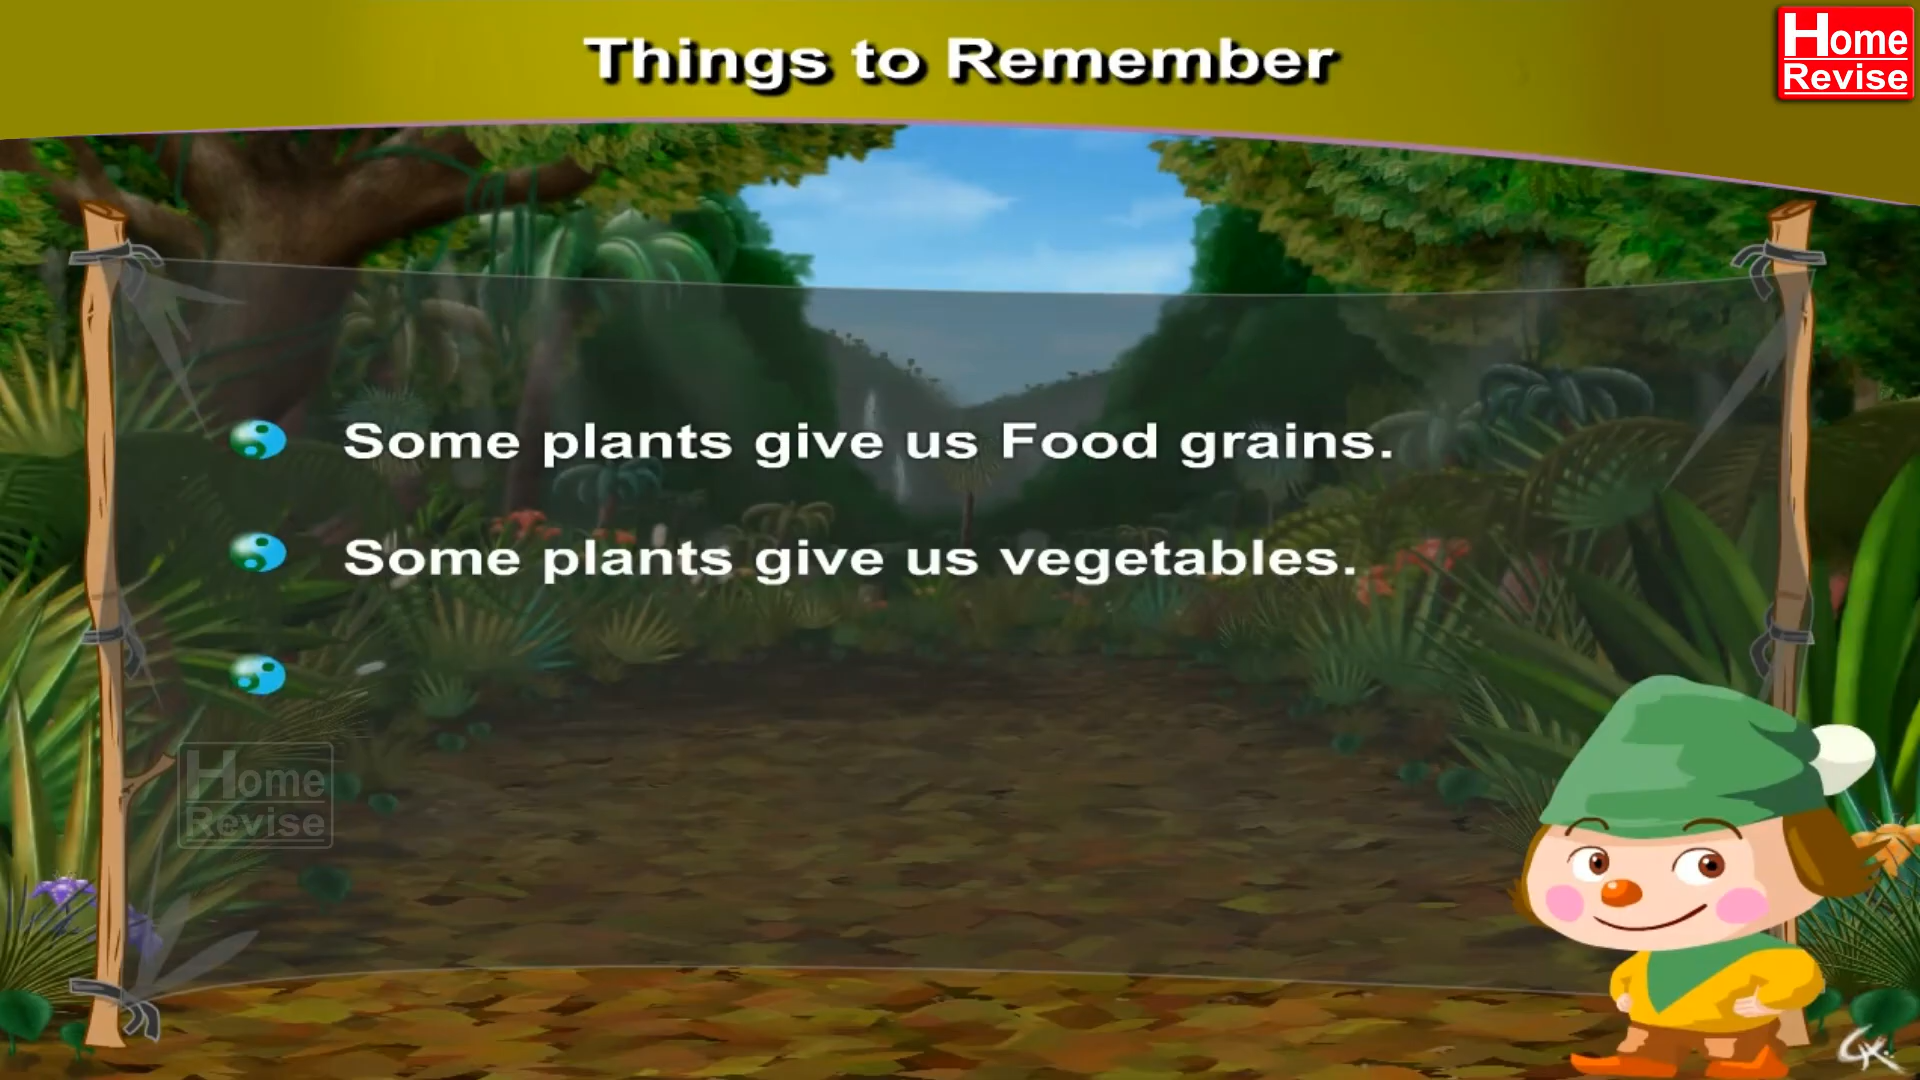 Things to Remember
Home
Revise
Some plants give us Food grains.
Some plants give us vegetables.
Home
Revise